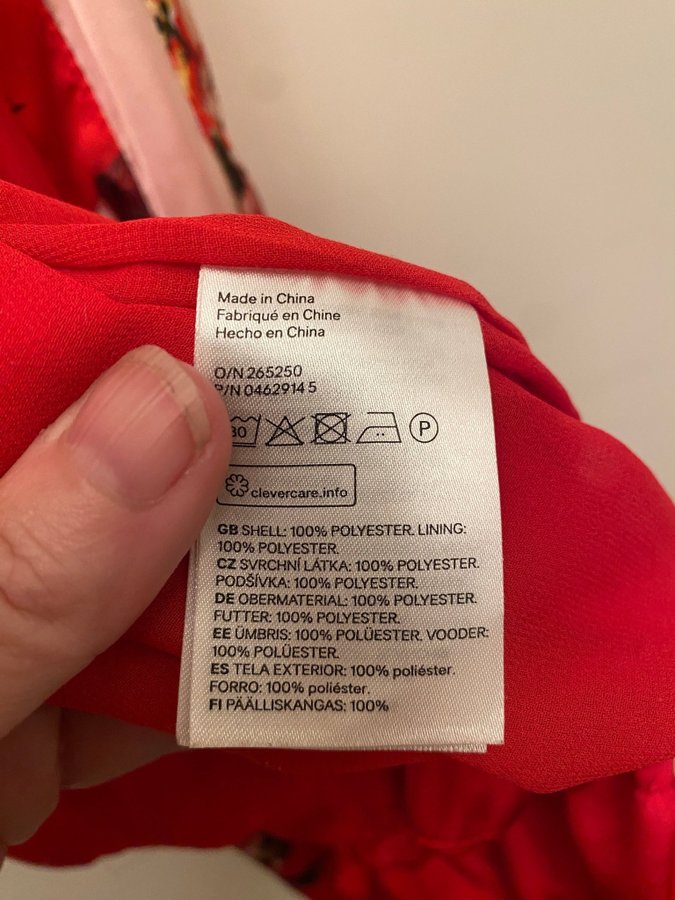 Made in China
Fabriqué en Chine
Hecho en China
O/N 265250
P/N 0462914 5
30
P
clevercare.info
GB SHELL: 100% POLYESTER. LINING:
100% POLYESTER.
CZ SVRCHNÍ LÁTKA: 100% POLYESTER.
PODŠÍVKA: 100% POLYESTER.
DE OBERMATERIAL: 100% POLYESTER.
FUTTER: 100% POLYESTER.
EE ÜMBRIS: 100% POLÜESTER. VOODER:
100% POLÜESTER.
ES TELA EXTERIOR: 100% poliéster.
FORRO: 100% poliéster.
FI PÄÄLLISKANGAS: 100%